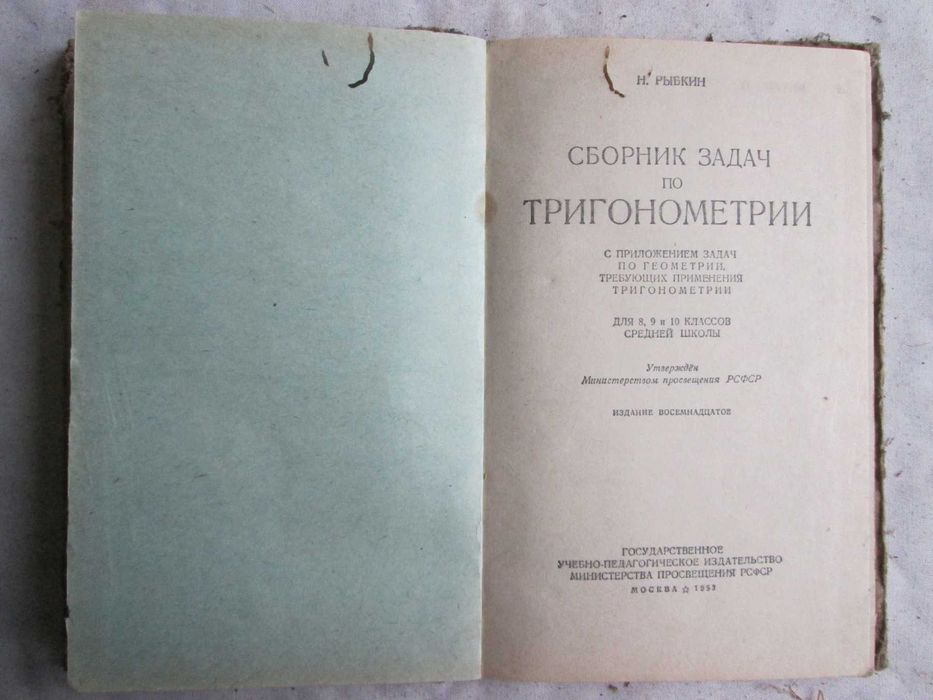 Н. РЫБКИН
СБОРНИК ЗАДАЧ
ПО
ТРИГОНОМЕТРИИ
С ПРИЛОЖЕНИЕМ ЗАДАЧ
ПО ГЕОМЕТРИИ,
ТРЕБУЮЩИХ ПРИМЕНЕНИЯ
ТРИГОНОМЕТРИИ
ДЛЯ 8, 9 и 10 КЛАССОВ
СРЕДНЕЙ ШКОЛЫ
Утверждён
Министерством просвещения РСФСР
ИЗДАНИЕ ВОСЕМНАДЦАТОЕ
ГОСУДАРСТВЕННОЕ
УЧЕБНО-ПЕДАГОГИЧЕСКОЕ ИЗДАТЕЛЬСТВО
МИНИСТЕРСТВА ПРОСВЕЩЕНИЯ РСФСР
МОСКВА ☆ 1953